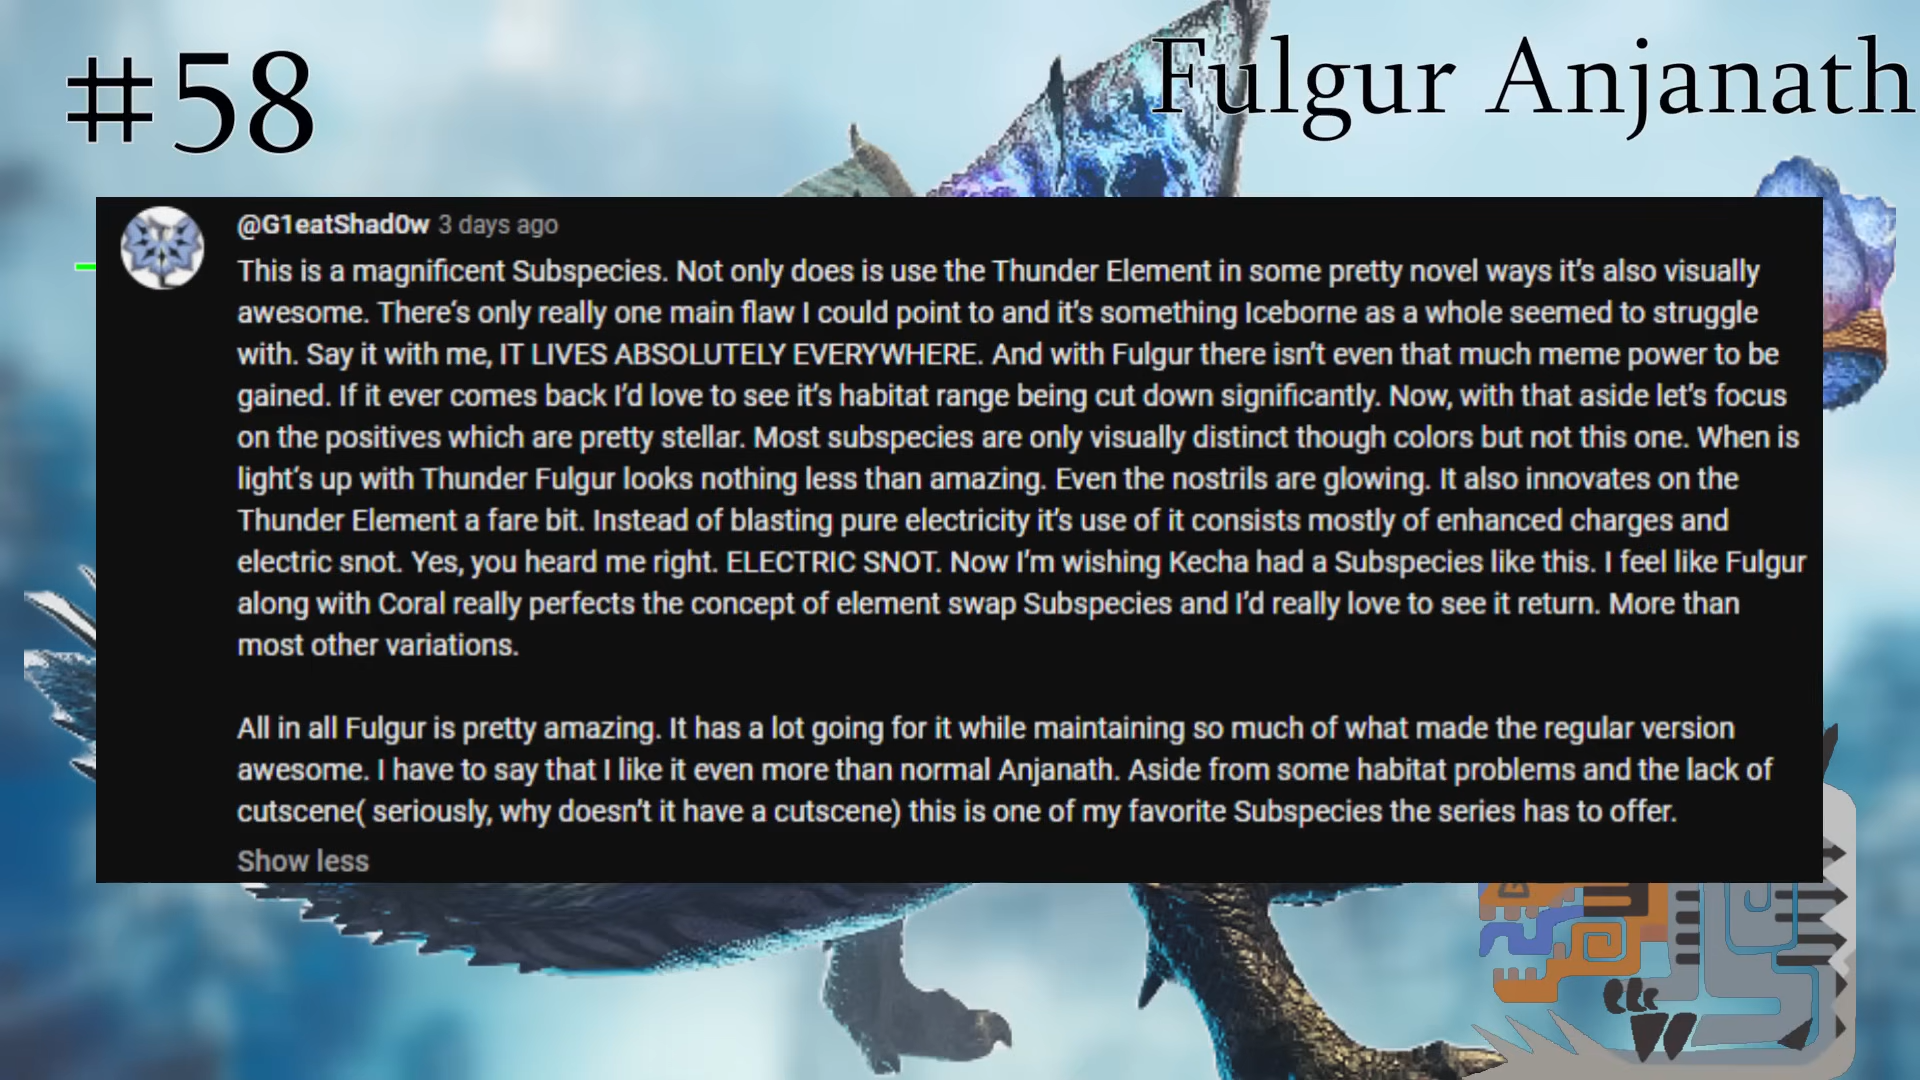 #58
Fulgur Anjanath
@G1eatShad0w 3 days ago
This is a magnificent Subspecies. Not only does is use the Thunder Element in some pretty novel ways it’s also visually
awesome. There‘s only really one main flaw I could point to and it’s something Iceborne as a whole seemed to struggle
with. Say it with me, IT LIVES ABSOLUTELY EVERYWHERE. And with Fulgur there isn’t even that much meme power to be
gained. If it ever comes back I’d love to see it’s habitat range being cut down significantly. Now, with that aside let’s focus
on the positives which are pretty stellar. Most subspecies are only visually distinct though colors but not this one. When is
light‘s up with Thunder Fulgur looks nothing less than amazing. Even the nostrils are glowing. It also innovates on the
Thunder Element a fare bit. Instead of blasting pure electricity it’s use of it consists mostly of enhanced charges and
electric snot. Yes, you heard me right. ELECTRIC SNOT. Now I’m wishing Kecha had a Subspecies like this. I feel like Fulgur
along with Coral really perfects the concept of element swap Subspecies and I’d really love to see it return. More than
most other variations.
All in all Fulgur is pretty amazing. It has a lot going for it while maintaining so much of what made the regular version
awesome. I have to say that I like it even more than normal Anjanath. Aside from some habitat problems and the lack of
cutscene( seriously, why doesn’t it have a cutscene) this is one of my favorite Subspecies the series has to offer.
Show less